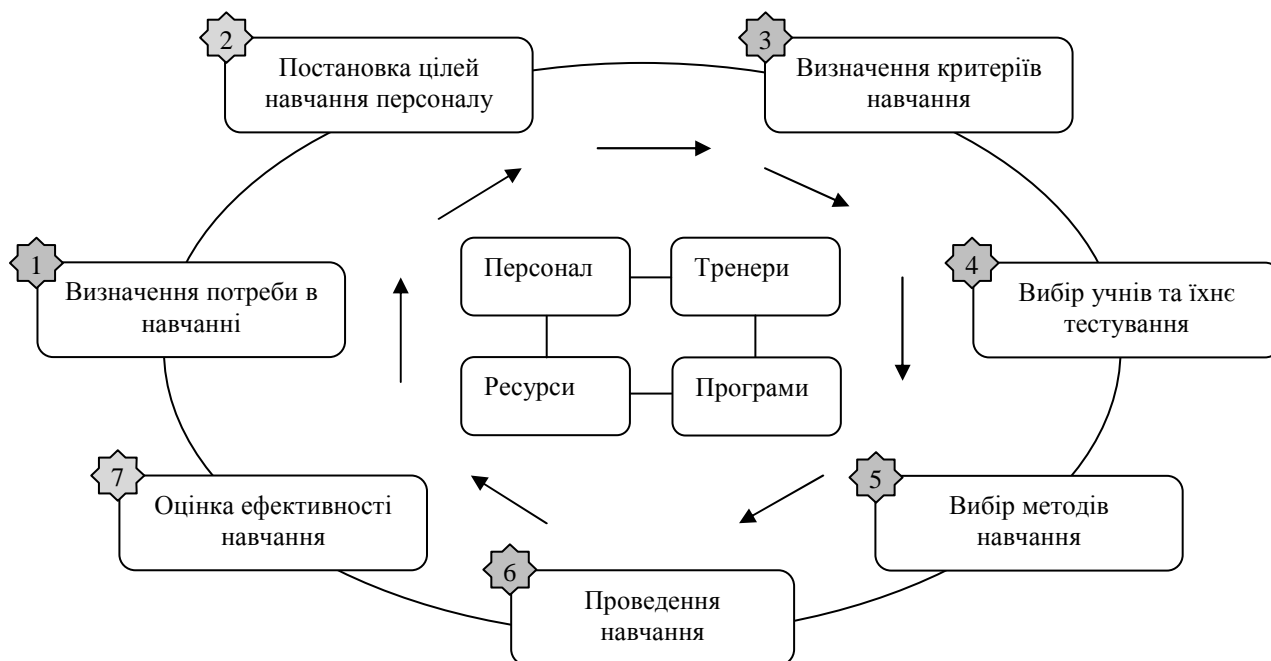 2
Постановка цілей
навчання персоналу
3
Визначення критеріїв
навчання
1
Визначення потреби в
навчанні
Персонал
Тренери
4
Вибір учнів та їхнє
тестування
Ресурси
Програми
7
Оцінка ефективності
навчання
5
Вибір методів
навчання
6
Проведення
навчання